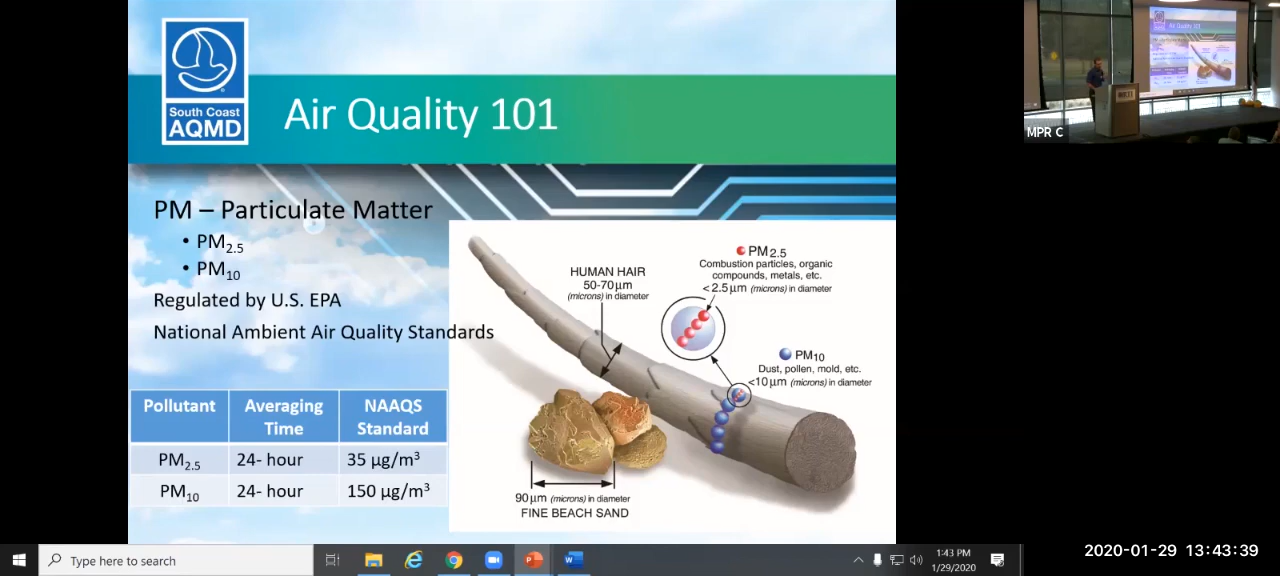 South Coast
AQMD
Air Quality 101
PM – Particulate Matter
• PM2.5
• PM10
Regulated by U.S. EPA
National Ambient Air Quality Standards
Pollutant Averaging Time NAAQS Standard
PM2.5 24- hour 35 µg/m³
PM10 24- hour 150 µg/m³
HUMAN HAIR
50-70µm
(microns) in diameter
PM2.5
Combustion particles, organic
compounds, metals, etc.
<2.5µm (microns) in diameter
PM10
Dust, pollen, mold, etc.
<10µm (microns) in diameter
90µm (microns) in diameter
FINE BEACH SAND
Air Quality 101
MPR C
Type here to search
1:43 PM
1/29/2020
2020-01-29 13:43:39